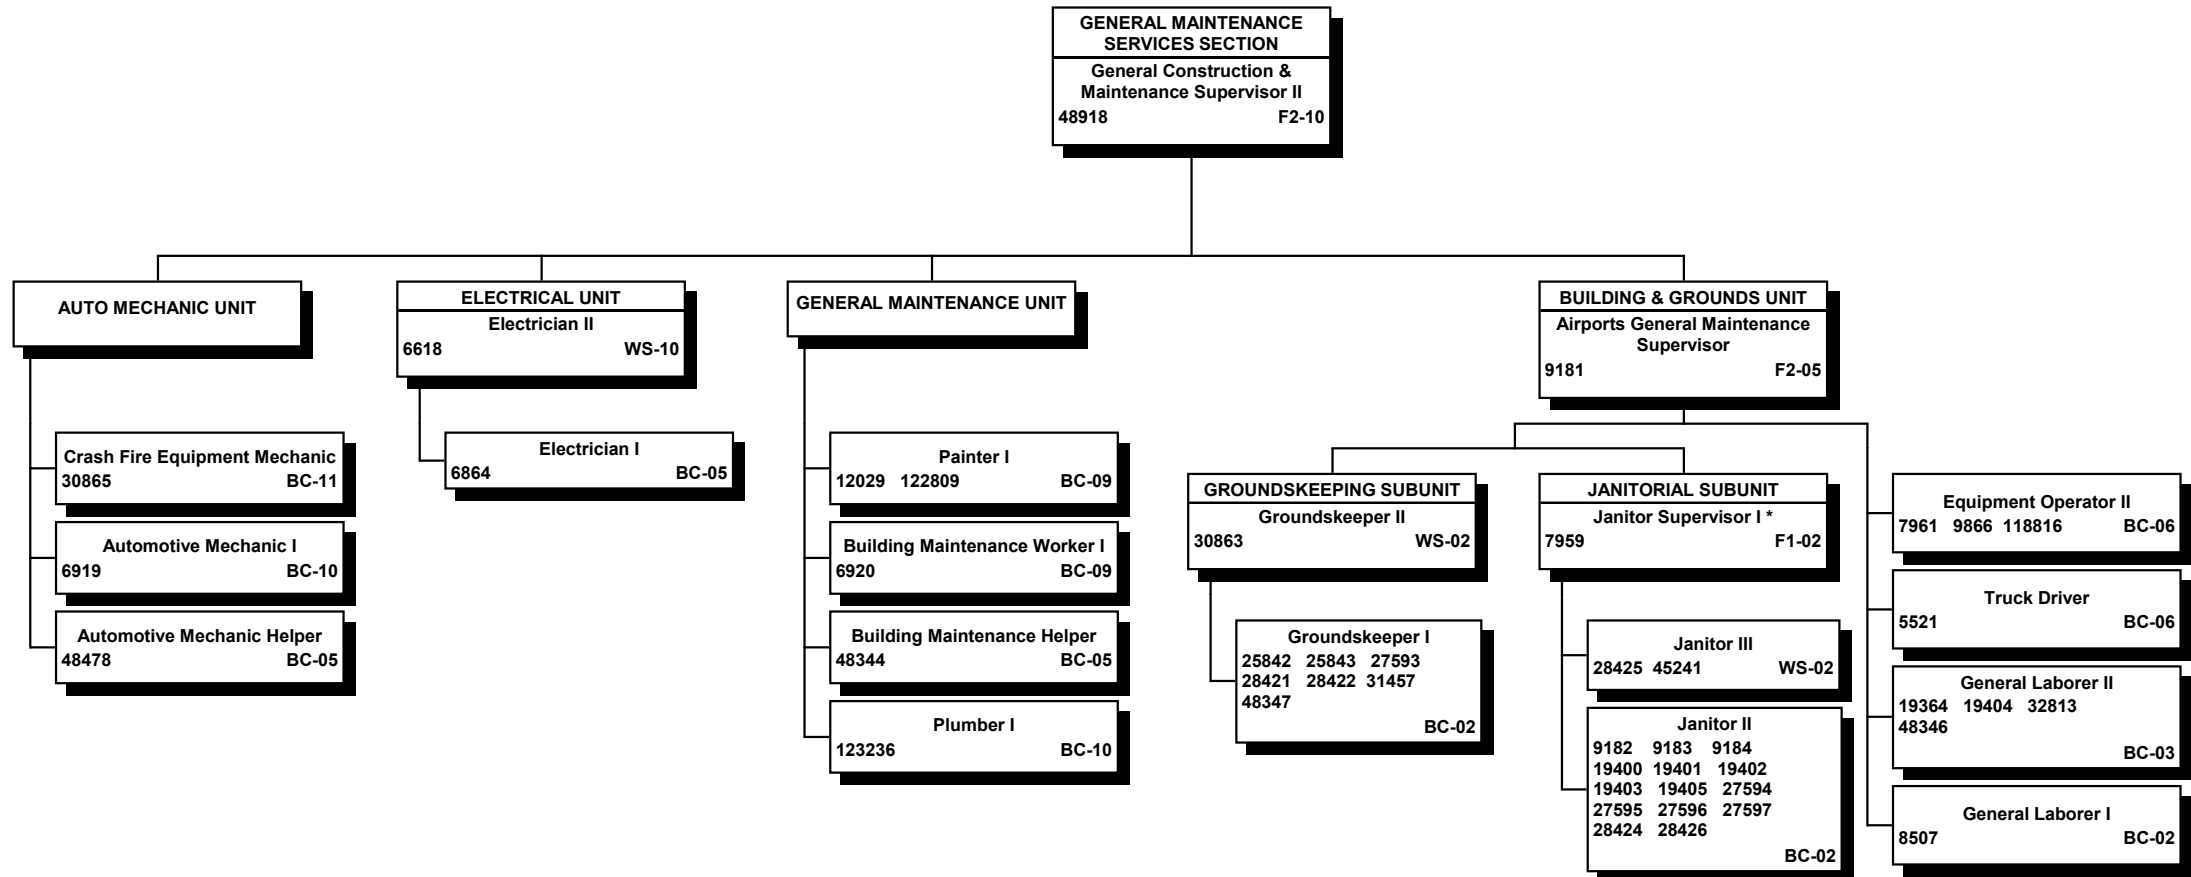 GENERAL MAINTENANCE
SERVICES SECTION
General Construction &
Maintenance Supervisor II
48918 F2-10
AUTO MECHANIC UNIT
Crash Fire Equipment Mechanic
30865 BC-11
Automotive Mechanic I
6919 BC-10
Automotive Mechanic Helper
48478 BC-05
ELECTRICAL UNIT
Electrician II
6618 WS-10
Electrician I
6864 BC-05
GENERAL MAINTENANCE UNIT
Painter I
12029 122809 BC-09
Building Maintenance Worker I
6920 BC-09
Building Maintenance Helper
48344 BC-05
Plumber I
123236 BC-10
BUILDING & GROUNDS UNIT
Airports General Maintenance
Supervisor
9181 F2-05
GROUNDSKEEPING SUBUNIT
Groundskeeper II
30863 WS-02
Groundskeeper I
25842 25843 27593
28421 28422 31457
48347
BC-02
JANITORIAL SUBUNIT
Janitor Supervisor I *
7959 F1-02
Janitor III
28425 45241 WS-02
Janitor II
9182 9183 9184
19400 19401 19402
19403 19405 27594
27595 27596 27597
28424 28426
BC-02
Equipment Operator II
7961 9866 118816 BC-06
Truck Driver
5521 BC-06
General Laborer II
19364 19404 32813
48346
BC-03
General Laborer I
8507 BC-02